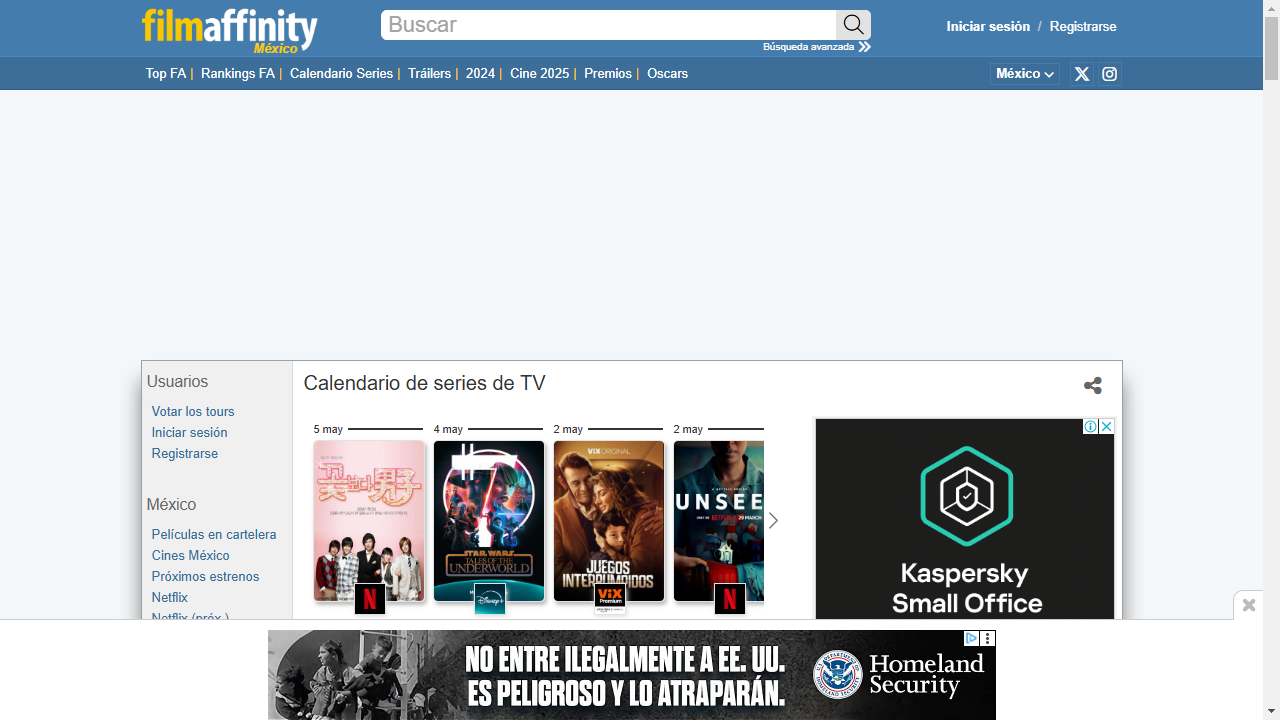 filmaffinity
México
Buscar
Búsqueda avanzada
Iniciar sesión / Registrarse
Top FA | Rankings FA | Calendario Series | Tráilers | 2024 | Cine 2025 | Premios | Oscars
México
Usuarios
Votar los tours
Iniciar sesión
Registrarse
México
Películas en cartelera
Cines México
Próximos estrenos
Netflix
Netflix (próx.)
Calendario de series de TV
5 may
4 may
2 may
2 may
STAR WARS
TALES OF THE
UNDERWORLD
Disney+
VIX ORIGINAL
JUEGOS
INTERRUMPIDOS
ViX
Premium
UNSEE
N
N
Kaspersky
Small Office
NO ENTRE ILEGALMENTE A EE. UU.
ES PELIGROSO Y LO ATRAPARÁN.
Homeland
Security